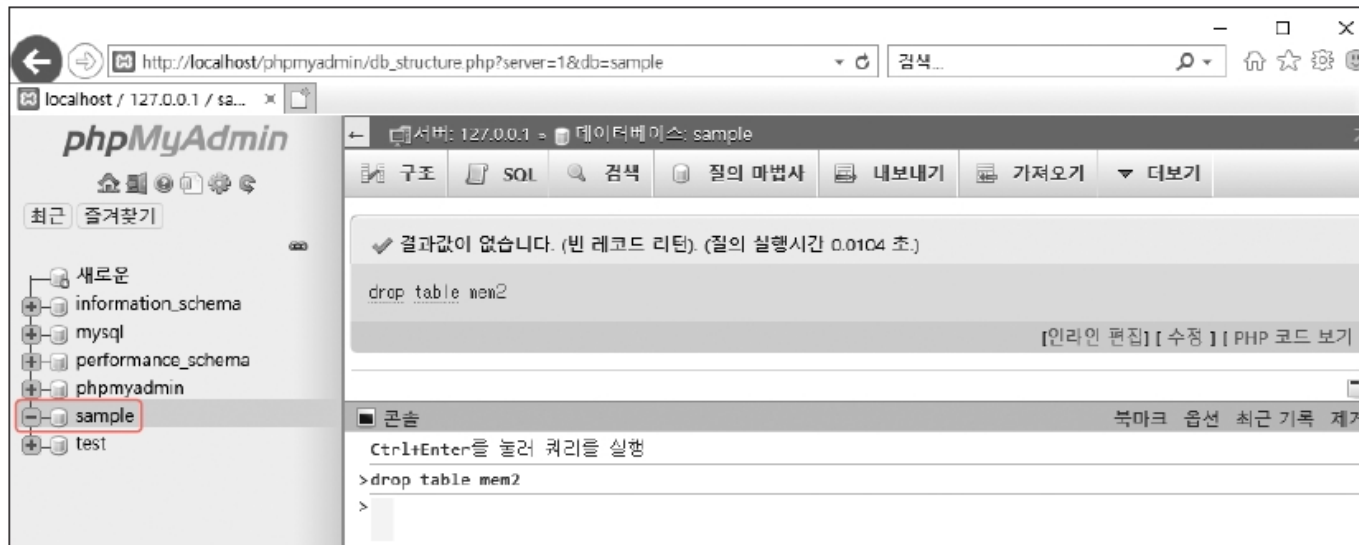 http://localhost/phpmyadmin/db_structure.php?server=1&db=sample
검색...
localhost / 127.0.0.1 / sa...
phpMyAdmin
최근 즐겨찾기
새로운
information_schema
mysql
performance_schema
phpmyadmin
sample
test
서버: 127.0.0.1 » 데이터베이스: sample
구조 SQL 검색 질의 마법사 내보내기 가져오기 더보기
결과값이 없습니다. (빈 레코드 리턴). (질의 실행시간 0.0104 초.)
drop table mem2
[인라인 편집] [ 수정 ] [ PHP 코드 보기
콘솔
북마크 옵션 최근 기록
Ctrl+Enter를 눌러 쿼리를 실행
>drop table mem2
>